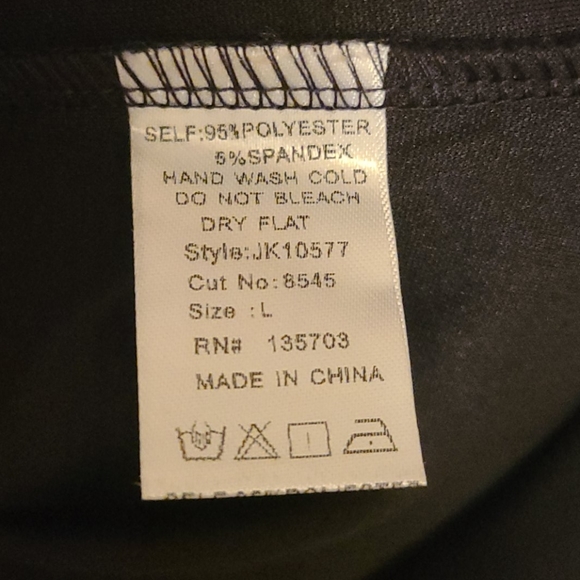 SELF:95%POLYESTER
5%SPANDEX
HAND WASH COLD
DO NOT BLEACH
DRY FLAT
Style:JK10577
Cut No:8545
Size :L
RN# 135703
MADE IN CHINA